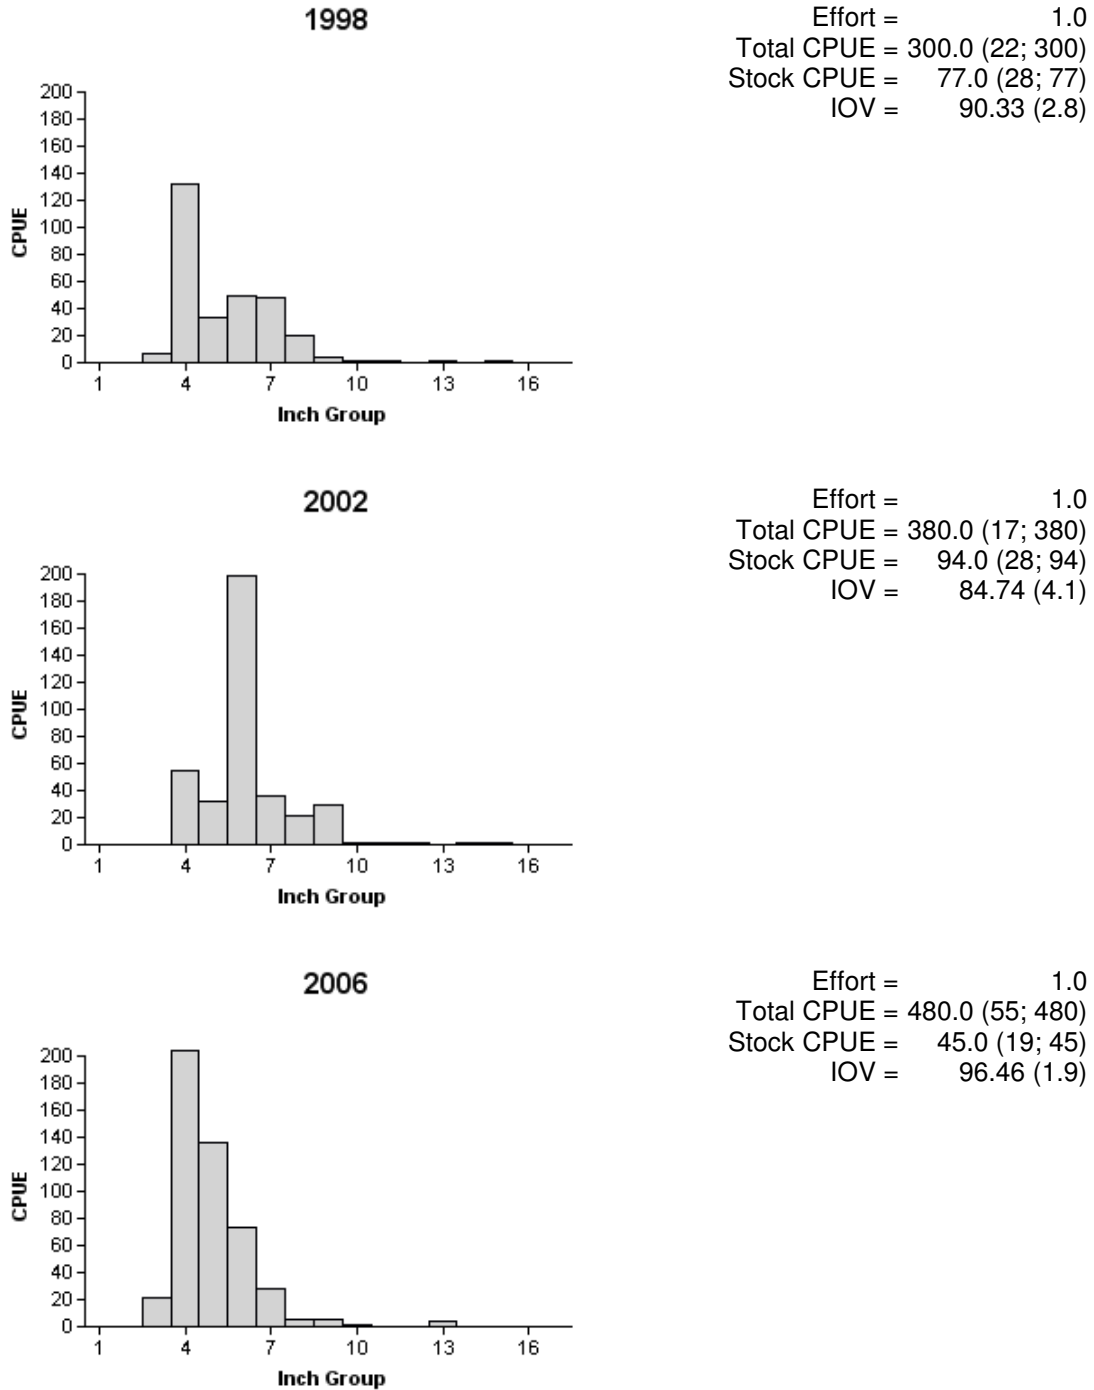 1998
Effort = 1.0
Total CPUE = 300.0 (22; 300)
Stock CPUE = 77.0 (28; 77)
IOV = 90.33 (2.8)
200
180
160
140
120
100
80
60
40
20
0
CPUE
1 4 7 10 13 16
Inch Group
2002
Effort = 1.0
Total CPUE = 380.0 (17; 380)
Stock CPUE = 94.0 (28; 94)
IOV = 84.74 (4.1)
200
180
160
140
120
100
80
60
40
20
0
CPUE
1 4 7 10 13 16
Inch Group
2006
Effort = 1.0
Total CPUE = 480.0 (55; 480)
Stock CPUE = 45.0 (19; 45)
IOV = 96.46 (1.9)
200
180
160
140
120
100
80
60
40
20
0
CPUE
1 4 7 10 13 16
Inch Group